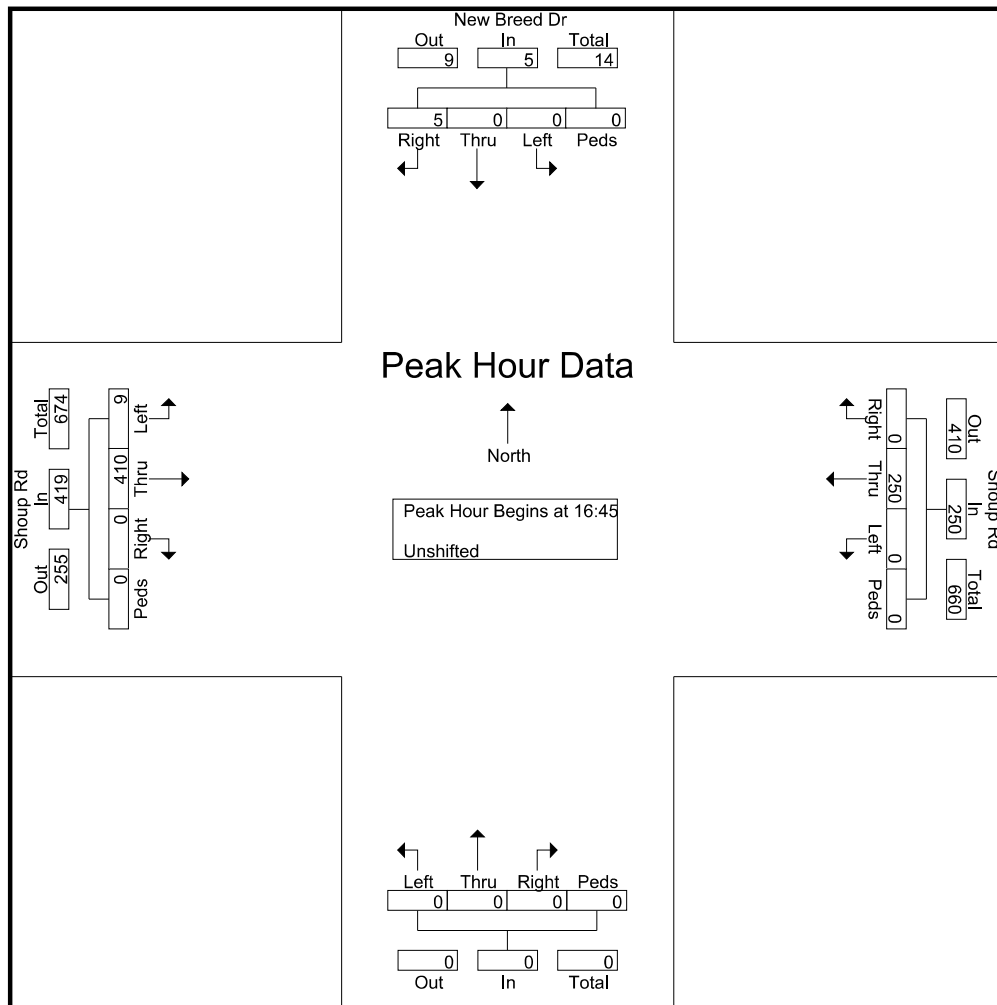 New Breed Dr
Out In Total
9 5 14
5 0 0 0
Right Thru Left Peds
Peak Hour Data
North
Peak Hour Begins at 16:45
Unshifted
Shoup Rd
Total In Out
674 419 255
9 410 0 0
Left Thru Right Peds
Right Thru Left Peds
0 250 0 0
Out In Total
410 250 660
Shoup Rd
Left Thru Right Peds
0 0 0 0
0 0 0
Out In Total